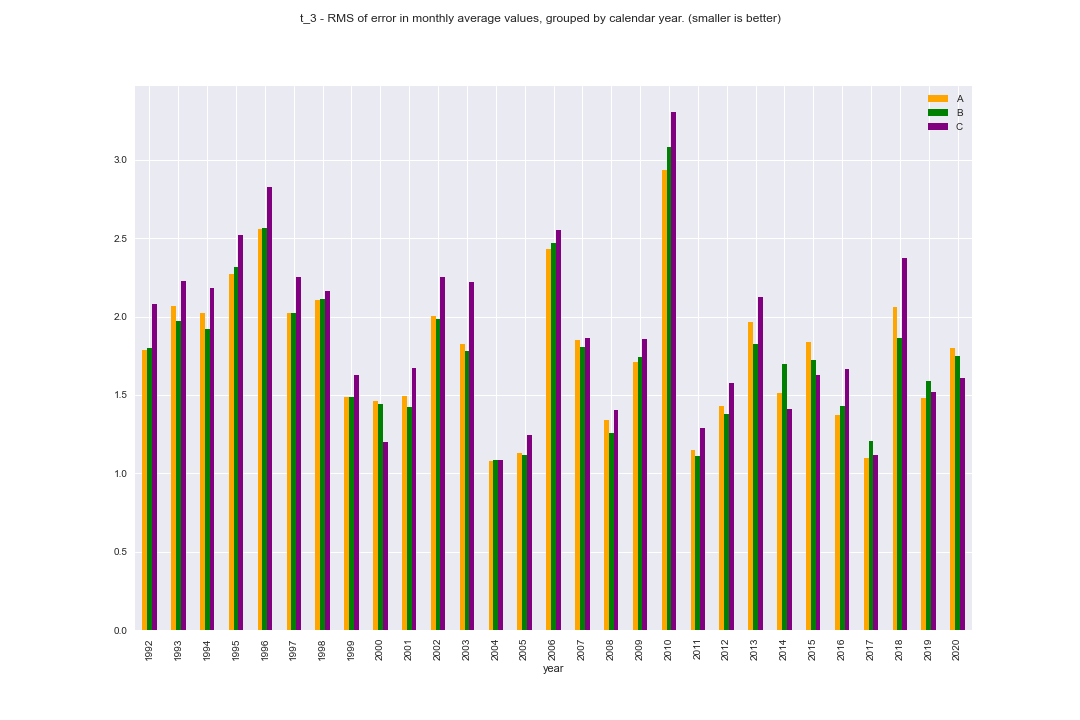 t_3 - RMS of error in monthly average values, grouped by calendar year. (smaller is better)
A
B
C
3.0
2.5
2.0
1.5
1.0
0.5
0.0
1992 1993 1994 1995 1996 1997 1998 1999 2000 2001 2002 2003 2004 2005 2006 2007 2008 2009 2010 2011 2012 2013 2014 2015 2016 2017 2018 2019 2020
year